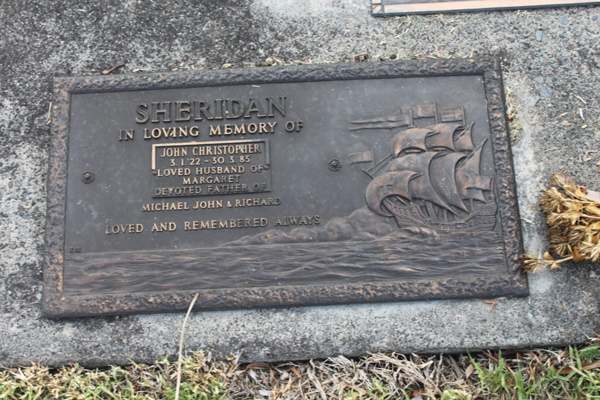 SHERIDAN
IN LOVING MEMORY OF
JOHN CHRISTOPHER
3.1.22 - 30.3.85
LOVED HUSBAND OF
MARGARET
DEVOTED FATHER OF
MICHAEL JOHN & RICHARD
LOVED AND REMEMBERED ALWAYS